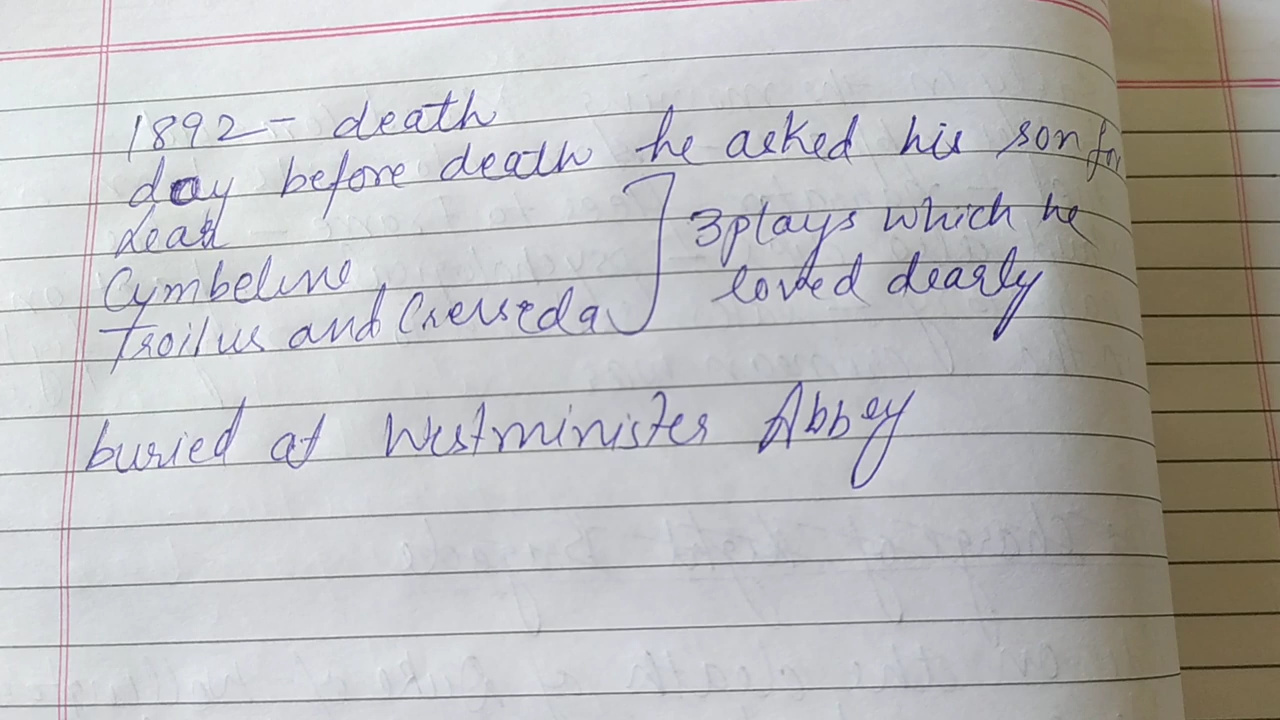 1892 - death
day before death he asked his son for
Lear
Cymbeline
Troilus and Cresseda ] 3 plays which he
loved dearly
buried at Westminister Abbey